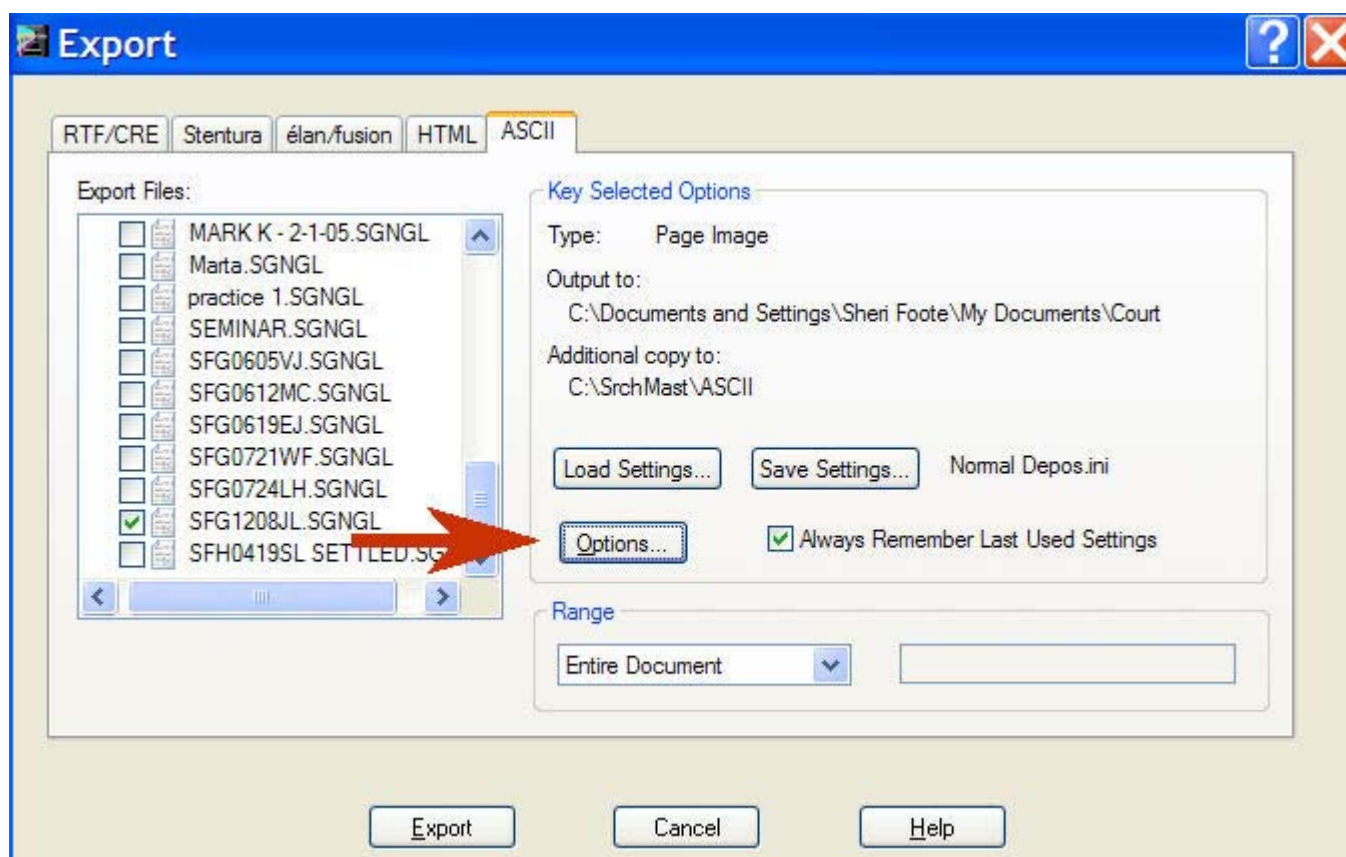 Export
RTF/CRE Stentura élan/fusion HTML ASCII
Export Files:
MARK K - 2-1-05.SGNGL
Marta.SGNGL
practice 1.SGNGL
SEMINAR.SGNGL
SFG0605VJ.SGNGL
SFG0612MC.SGNGL
SFG0619EJ.SGNGL
SFG0721WF.SGNGL
SFG0724LH.SGNGL
SFG1208JL.SGNGL
SFH0419SL SETTLED.SG
Key Selected Options
Type: Page Image
Output to:
C:\Documents and Settings\Sheri Foote\My Documents\Court
Additional copy to:
C:\SrchMast\ASCII
Load Settings... Save Settings... Normal Depos.ini
Options... Always Remember Last Used Settings
Range
Entire Document
Export Cancel Help